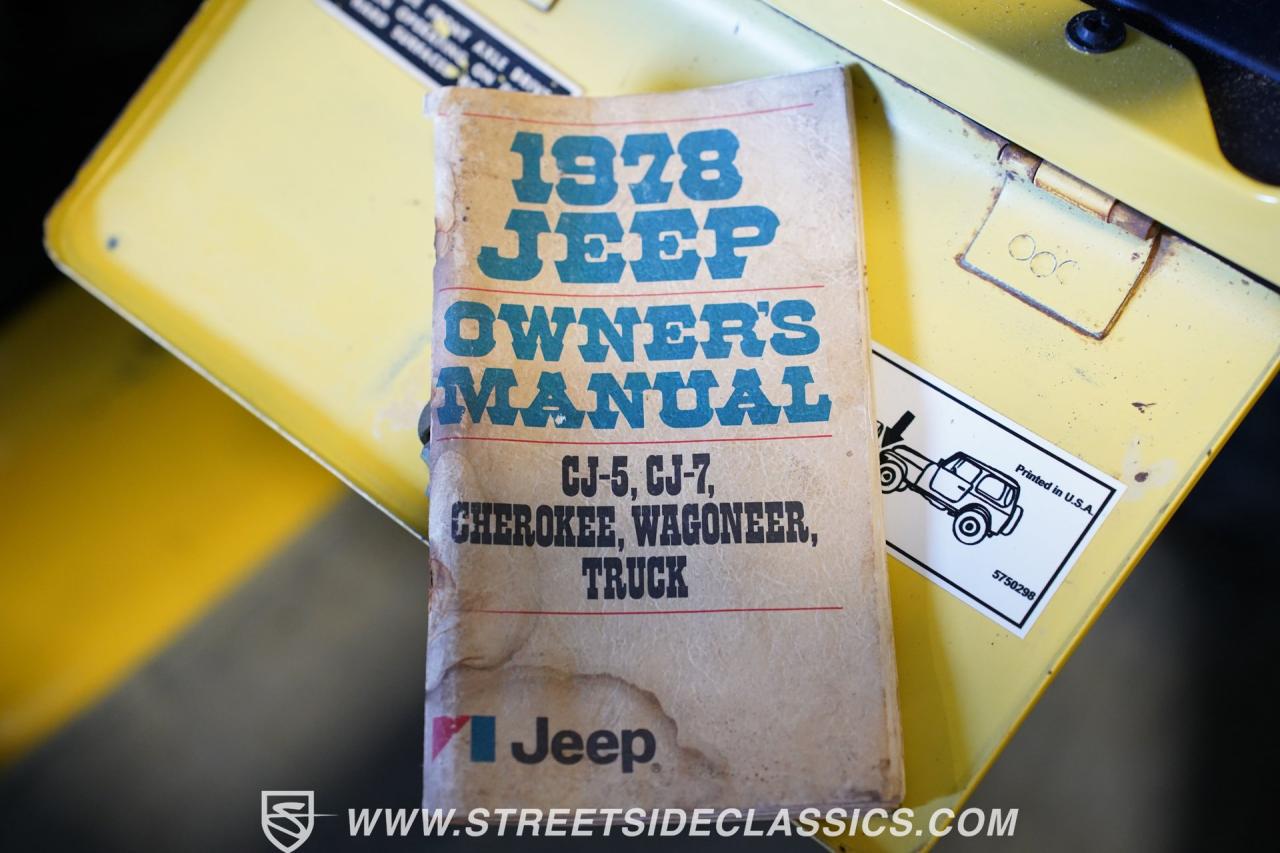 1978
JEEP
OWNER'S
MANUAL
CJ-5, CJ-7,
CHEROKEE, WAGONEER,
TRUCK
Jeep®
Printed in U.S.A.
5750298
WWW.STREETSIDECLASSICS.COM